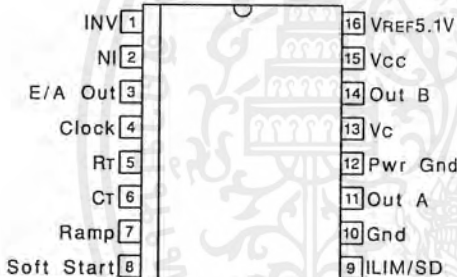 INV 1
NI 2
E/A Out 3
Clock 4
RT 5
CT 6
Ramp 7
Soft Start 8
16 VREF5.1V
15 VCC
14 Out B
13 VC
12 Pwr Gnd
11 Out A
10 Gnd
9 ILIM/SD